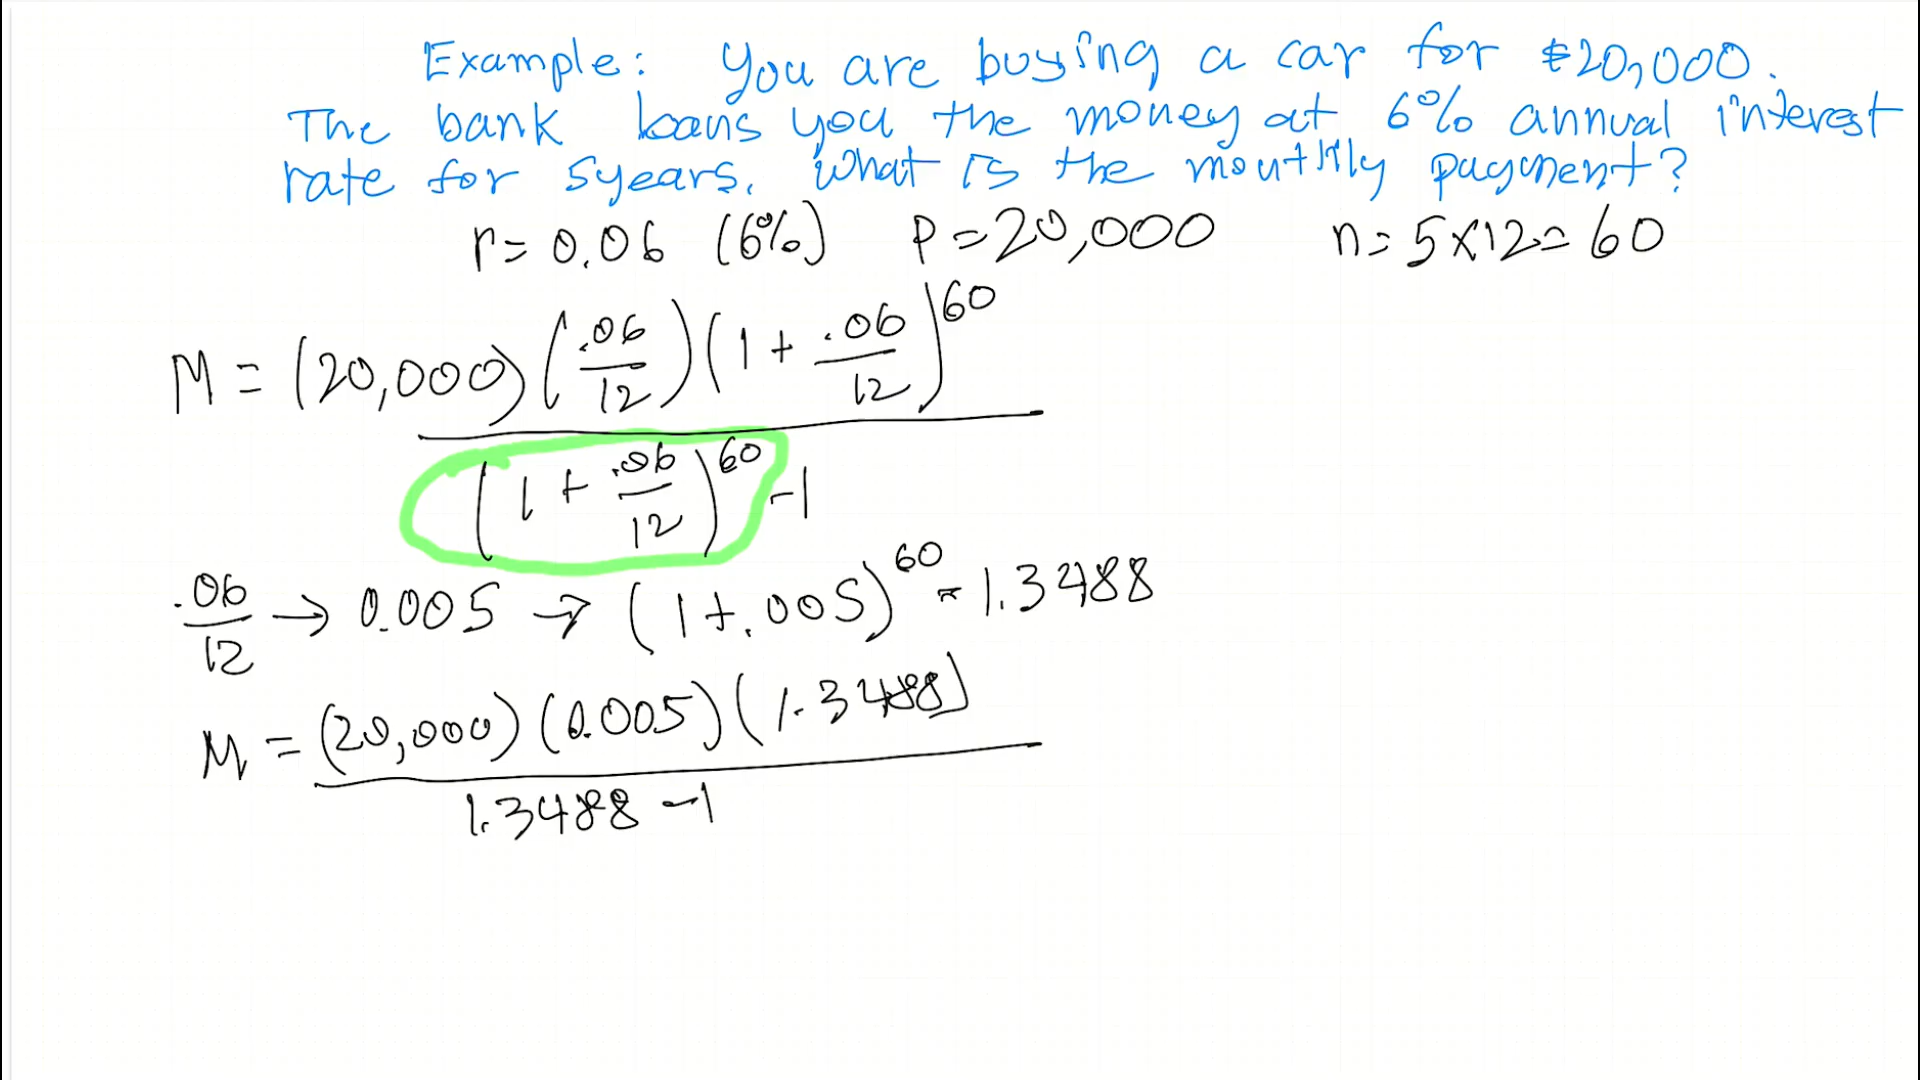 Example: You are buying a car for $20,000.
The bank loans you the money at 6% annual interest
rate for 5years. What is the monthly payment?
r= 0.06 (6%) P=20,000 n= 5×12= 60
M = (20,000) (.06/12) (1 + .06/12)^60
(1 + .06/12)^60 -1
.06/12 → 0.005 → (1+.005)^60 = 1.3488
M = (20,000) (0.005) (1.3488)
1.3488 -1